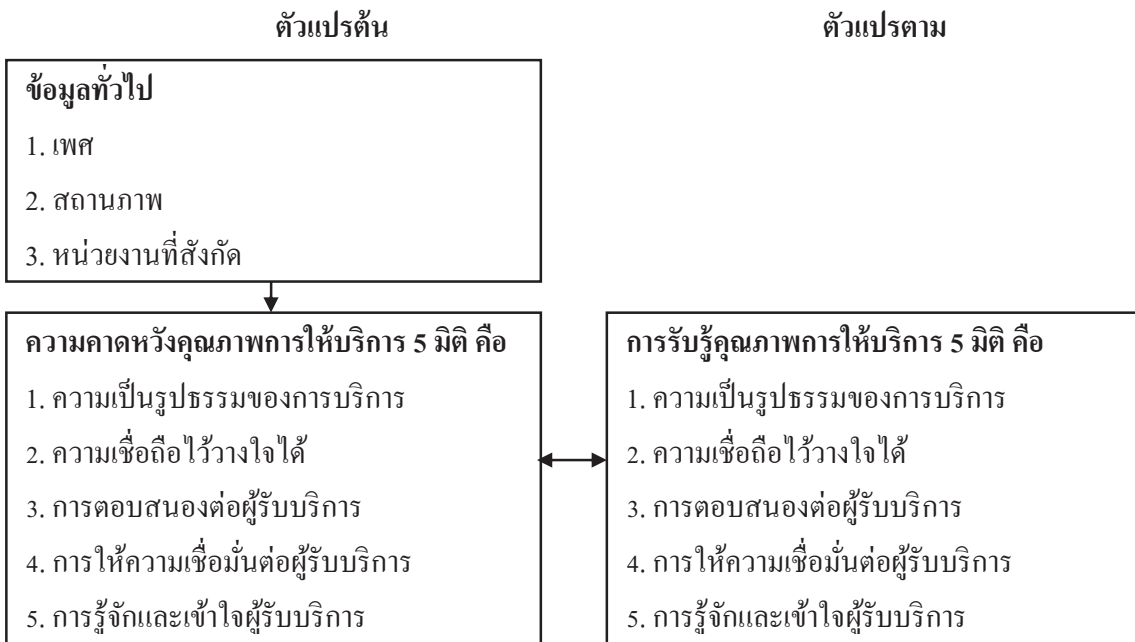 ตัวแปรต้น
ตัวแปรตาม
ข้อมูลทั่วไป
1. เพศ
2. สถานภาพ
3. หน่วยงานที่สังกัด
ความคาดหวังคุณภาพการให้บริการ 5 มิติ คือ
1. ความเป็นรูปธรรมของการบริการ
2. ความเชื่อถือไว้วางใจได้
3. การตอบสนองต่อผู้รับบริการ
4. การให้ความเชื่อมั่นต่อผู้รับบริการ
5. การรู้จักและเข้าใจผู้รับบริการ
การรับรู้คุณภาพการให้บริการ 5 มิติ คือ
1. ความเป็นรูปธรรมของการบริการ
2. ความเชื่อถือไว้วางใจได้
3. การตอบสนองต่อผู้รับบริการ
4. การให้ความเชื่อมั่นต่อผู้รับบริการ
5. การรู้จักและเข้าใจผู้รับบริการ